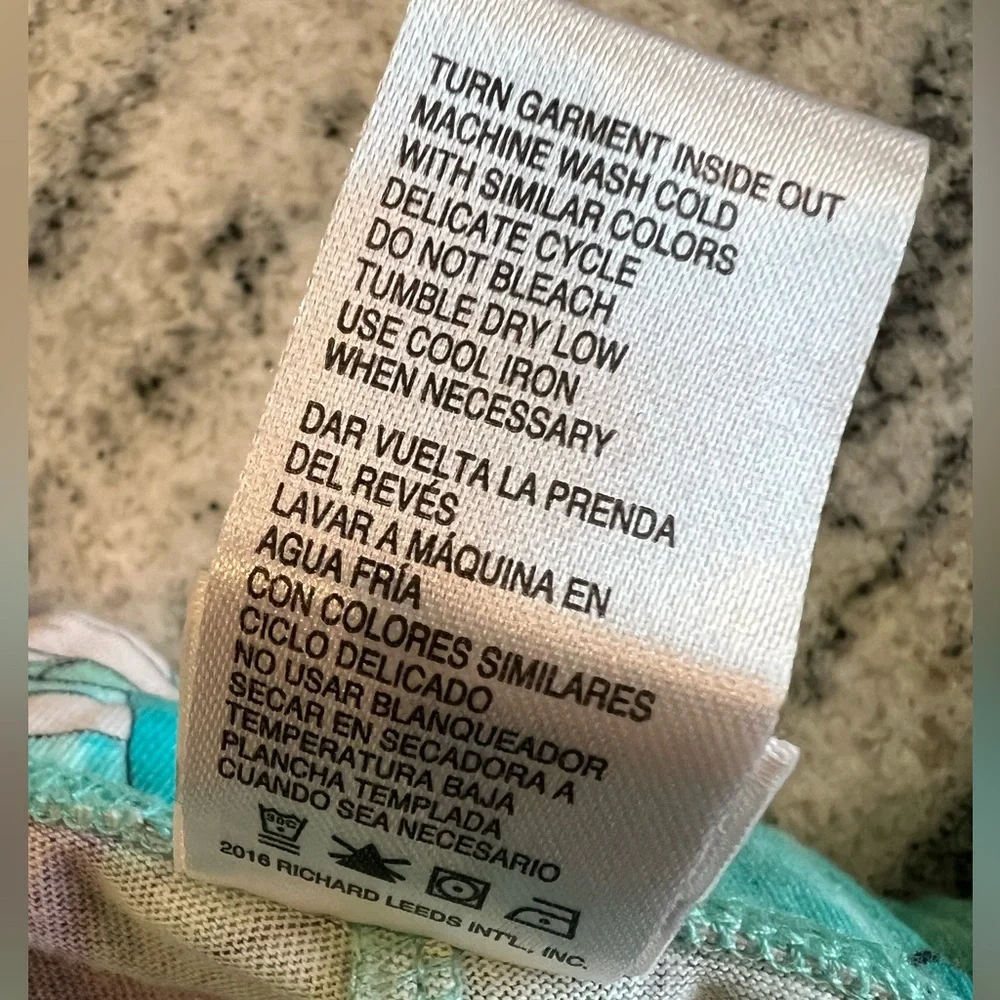 TURN GARMENT INSIDE OUT
MACHINE WASH COLD
WITH SIMILAR COLORS
DELICATE CYCLE
DO NOT BLEACH
TUMBLE DRY LOW
USE COOL IRON
WHEN NECESSARY
DAR VUELTA LA PRENDA
DEL REVÉS
LAVAR A MÁQUINA EN
AGUA FRÍA
CON COLORES SIMILARES
CICLO DELICADO
NO USAR BLANQUEADOR
SECAR EN SECADORA A
TEMPERATURA BAJA
PLANCHA TEMPLADA
CUANDO SEA NECESARIO
2016 RICHARD LEEDS INT'L., INC.